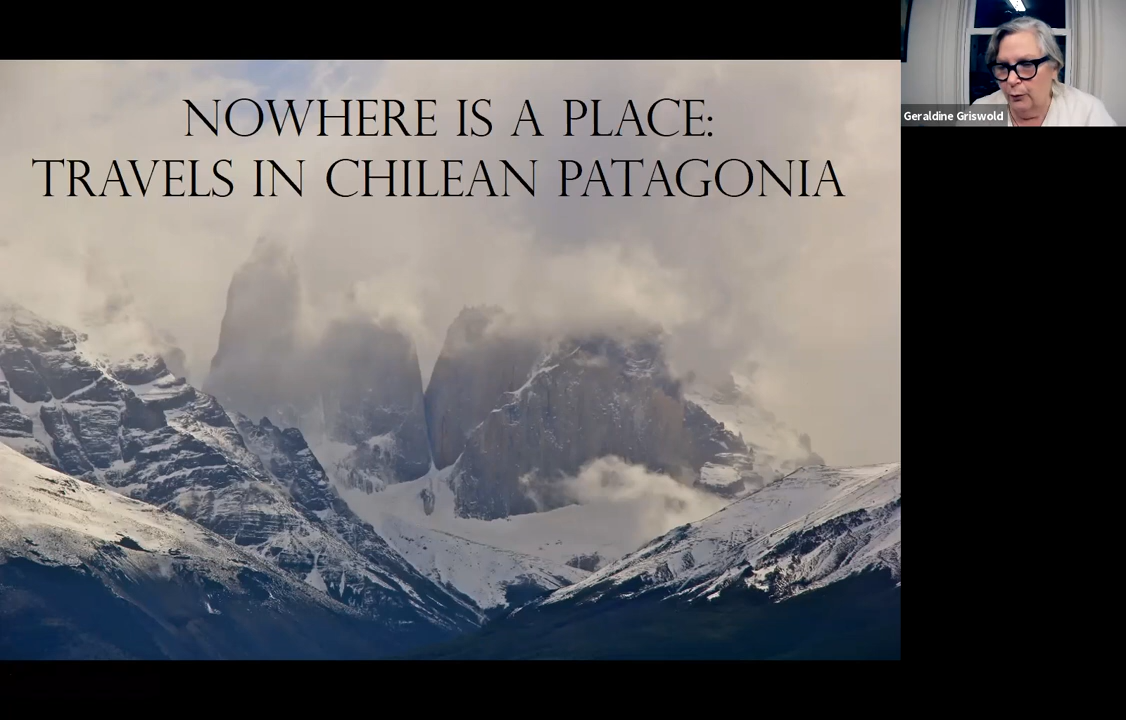 NOWHERE IS A PLACE:
TRAVELS IN CHILEAN PATAGONIA
Geraldine Griswold